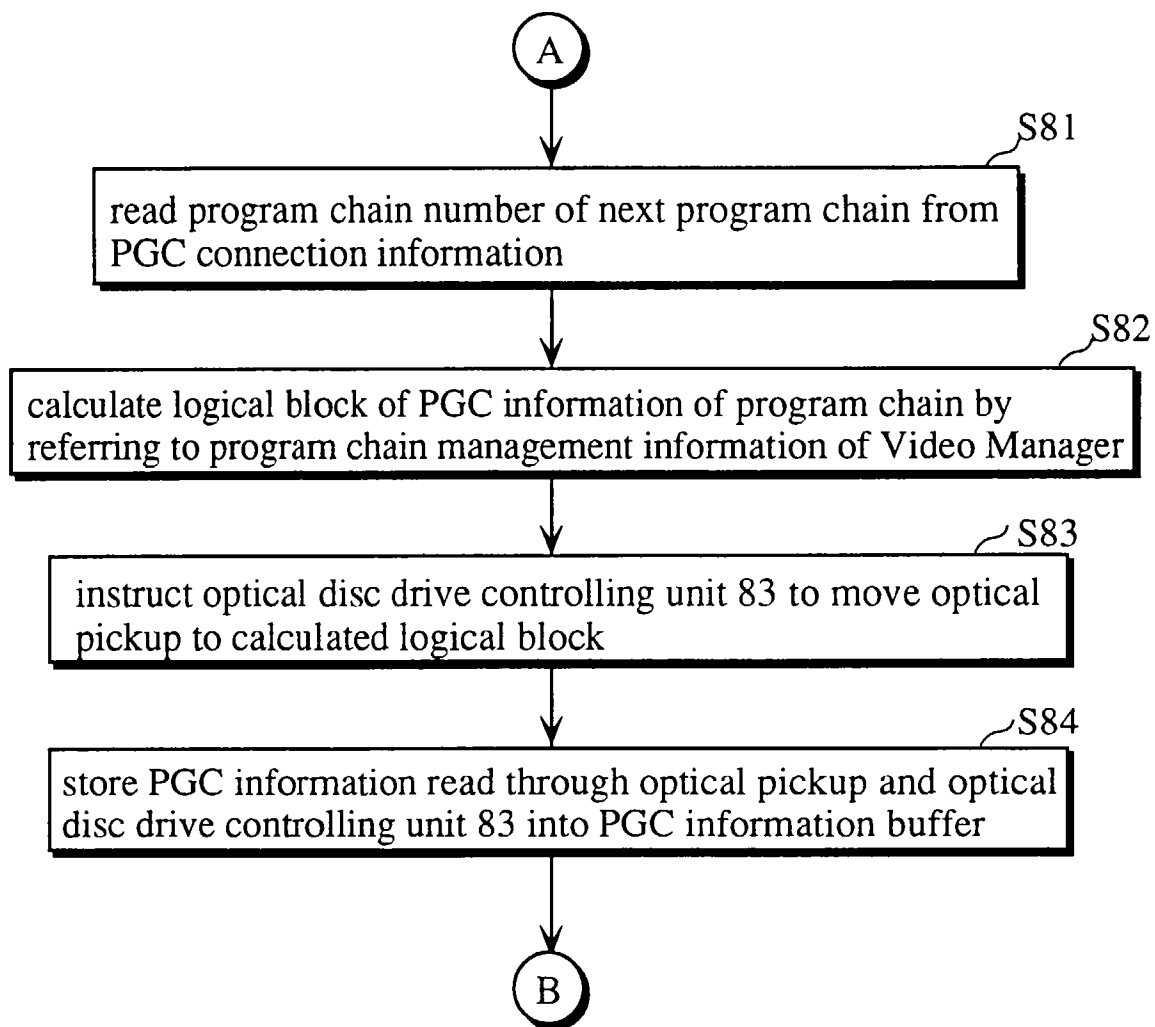 A
S81
read program chain number of next program chain from
PGC connection information
S82
calculate logical block of PGC information of program chain by
referring to program chain management information of Video Manager
S83
instruct optical disc drive controlling unit 83 to move optical
pickup to calculated logical block
S84
store PGC information read through optical pickup and optical
disc drive controlling unit 83 into PGC information buffer
B